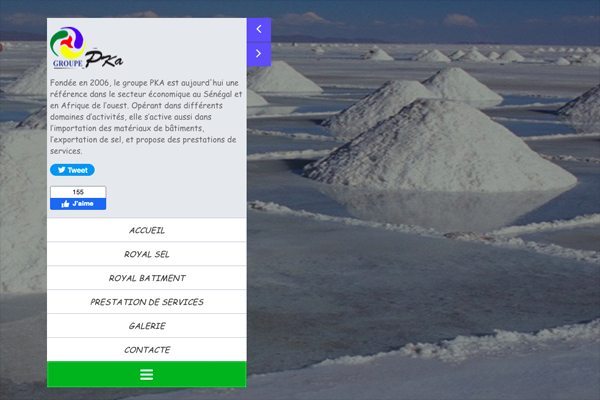 GROUPE PKa
Fondée en 2006, le groupe PKA est aujourd'hui une
référence dans le secteur économique au Sénégal et
en Afrique de l'ouest. Opérant dans différents
domaines d'activités, elle s'active aussi dans
l'importation des matériaux de bâtiments,
l'exportation de sel, et propose des prestations de
services.
Tweet
155
J'aime
ACCUEIL
ROYAL SEL
ROYAL BATIMENT
PRESTATION DE SERVICES
GALERIE
CONTACTE